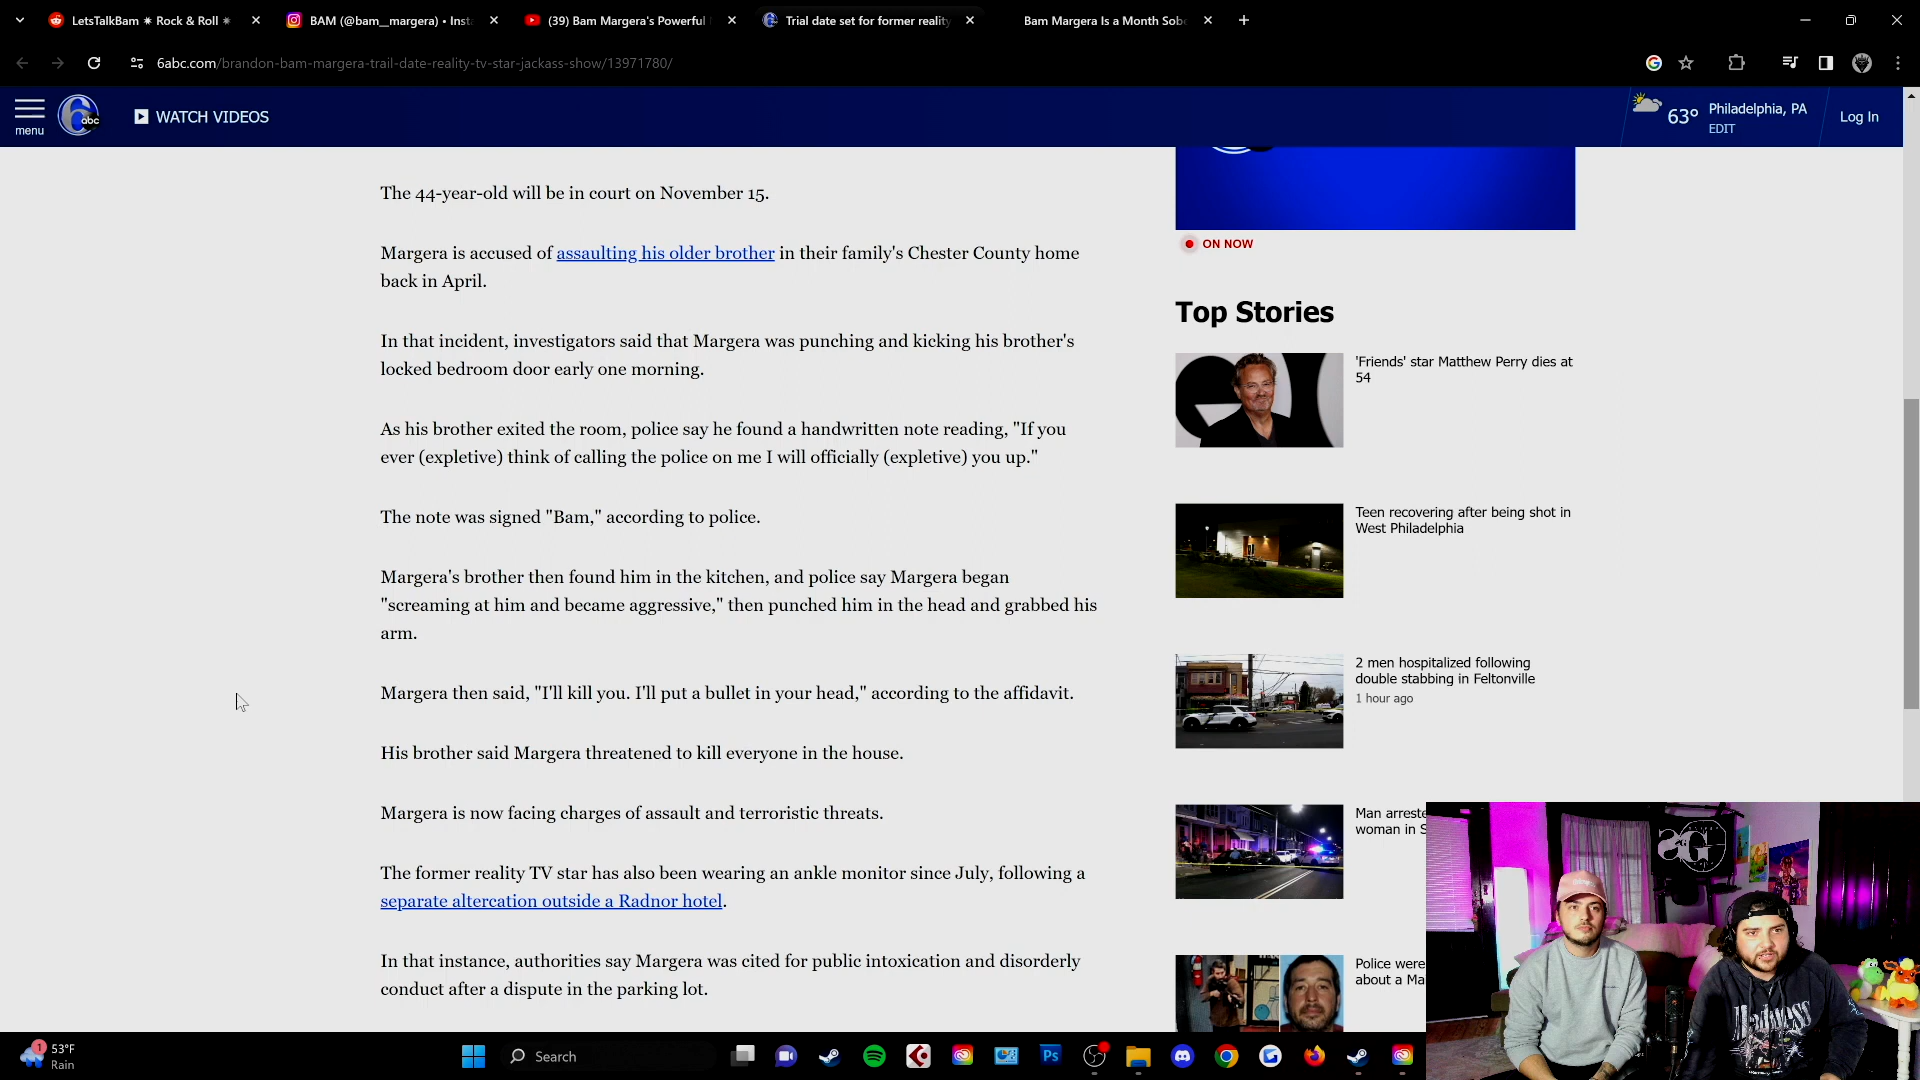 LetsTalkBam ✷ Rock & Roll ✷
BAM (@bam__margera) • Inst
(39) Bam Margera's Powerful
Trial date set for former reality
Bam Margera Is a Month Sob
6abc.com/brandon-bam-margera-trail-date-reality-tv-star-jackass-show/13971780/
menu
6abc
WATCH VIDEOS
63°
Philadelphia, PA
EDIT
Log In
The 44-year-old will be in court on November 15.
Margera is accused of assaulting his older brother in their family's Chester County home
back in April.
In that incident, investigators said that Margera was punching and kicking his brother's
locked bedroom door early one morning.
As his brother exited the room, police say he found a handwritten note reading, "If you
ever (expletive) think of calling the police on me I will officially (expletive) you up."
The note was signed "Bam," according to police.
Margera's brother then found him in the kitchen, and police say Margera began
"screaming at him and became aggressive," then punched him in the head and grabbed his
arm.
Margera then said, "I'll kill you. I'll put a bullet in your head," according to the affidavit.
His brother said Margera threatened to kill everyone in the house.
Margera is now facing charges of assault and terroristic threats.
The former reality TV star has also been wearing an ankle monitor since July, following a
separate altercation outside a Radnor hotel.
In that instance, authorities say Margera was cited for public intoxication and disorderly
conduct after a dispute in the parking lot.
ON NOW
Top Stories
'Friends' star Matthew Perry dies at
54
Teen recovering after being shot in
West Philadelphia
2 men hospitalized following
double stabbing in Feltonville
1 hour ago
Man arreste
woman in S
Police were
about a Ma
1
53°F
Rain
Search
Ps